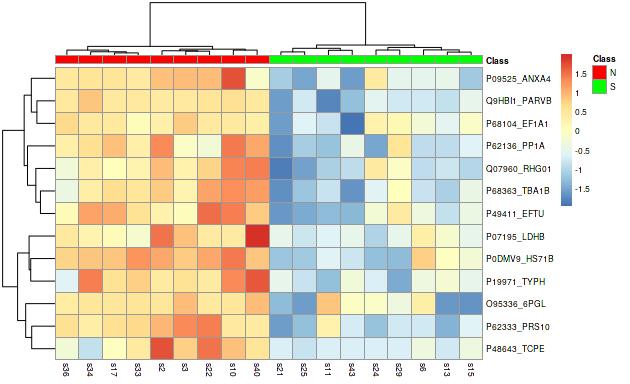 Class
P09525_ANXA4
Q9HBI1_PARVB
P68104_EF1A1
P62136_PP1A
Q07960_RHG01
P68363_TBA1B
P49411_EFTU
P07195_LDHB
P0DMV9_HS71B
P19971_TYPH
O95336_6PGL
P62333_PRS10
P48643_TCPE
s36 s34 s17 s33 s2 s3 s22 s10 s40 s21 s25 s11 s43 s24 s29 s6 s13 s15
1.5
1
0.5
0
-0.5
-1
-1.5
Class
N
S